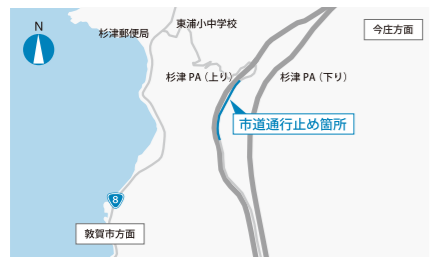 N
東浦小中学校
杉津郵便局
今庄方面
杉津 PA（上り）
杉津 PA（下り）
市道通行止め箇所
8
敦賀市方面